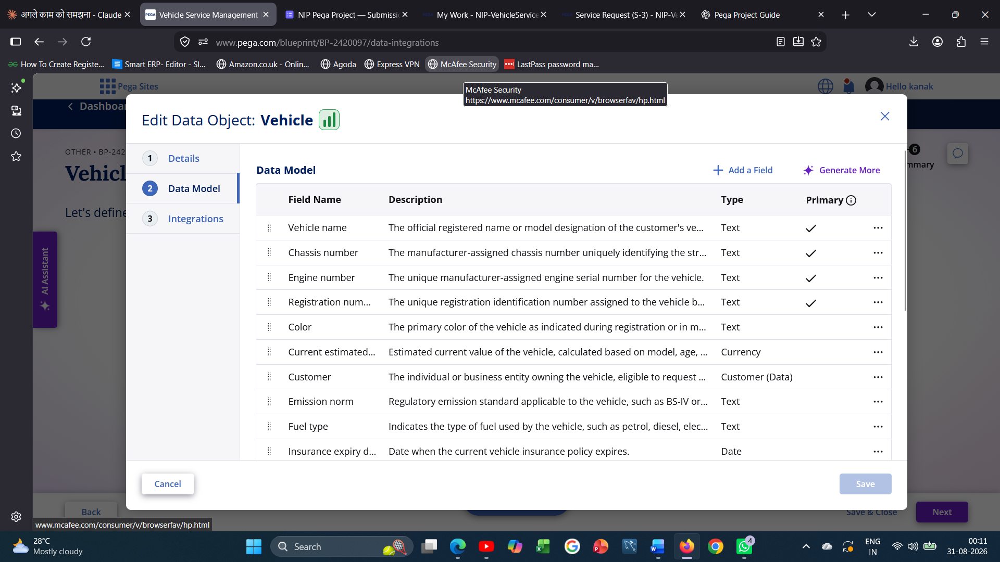 अगले काम को समझना - Claude
Vehicle Service Management
NIP Pega Project — Submissic
My Work - NIP-VehicleService
Service Request (S-3) - NIP-Ve
Pega Project Guide
www.pega.com/blueprint/BP-2420097/data-integrations
How To Create Registe...
Smart ERP- Editor - Sl...
Amazon.co.uk - Onlin...
Agoda
Express VPN
McAfee Security
LastPass password ma...
Pega Sites
McAfee Security
https://www.mcafee.com/consumer/v/browserfav/hp.html
Hello kanak
Dashboar
Edit Data Object: Vehicle
OTHER • BP-242
Vehicl
Let's define
6
mmary
1 Details
2 Data Model
3 Integrations
AI Assistant
Data Model
Add a Field
Generate More
Field Name Description Type Primary
Vehicle name The official registered name or model designation of the customer's ve... Text
Chassis number The manufacturer-assigned chassis number uniquely identifying the str... Text
Engine number The unique manufacturer-assigned engine serial number for the vehicle. Text
Registration num... The unique registration identification number assigned to the vehicle b... Text
Color The primary color of the vehicle as indicated during registration or in m... Text
Current estimated... Estimated current value of the vehicle, calculated based on model, age, ... Currency
Customer The individual or business entity owning the vehicle, eligible to request ... Customer (Data)
Emission norm Regulatory emission standard applicable to the vehicle, such as BS-IV or... Text
Fuel type Indicates the type of fuel used by the vehicle, such as petrol, diesel, elec... Text
Insurance expiry d... Date when the current vehicle insurance policy expires. Date
Cancel
Save
Back
Save & Close
Next
www.mcafee.com/consumer/v/browserfav/hp.html
28°C
Mostly cloudy
Search
4
ENG
IN
00:11
31-08-2026